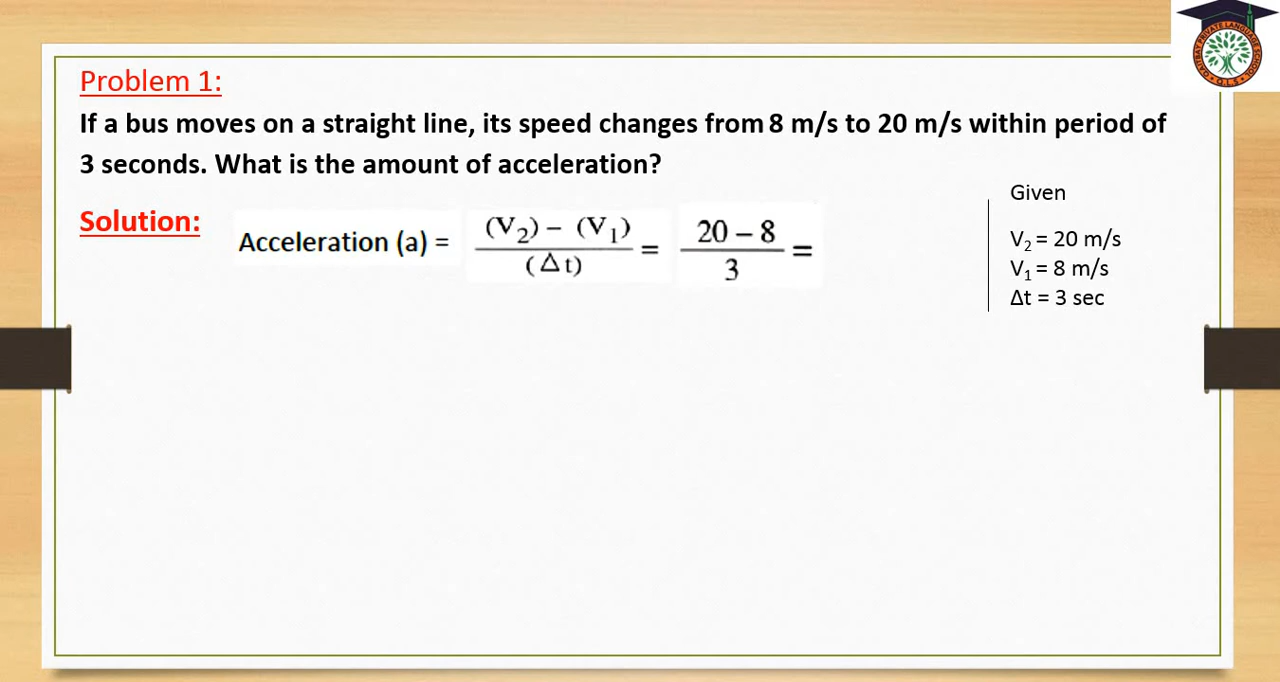 Problem 1:
If a bus moves on a straight line, its speed changes from 8 m/s to 20 m/s within period of
3 seconds. What is the amount of acceleration?
Given
Solution: Acceleration (a) = (V₂) – (V₁) / (Δt) = 20 – 8 / 3 =
V₂ = 20 m/s
V₁ = 8 m/s
Δt = 3 sec